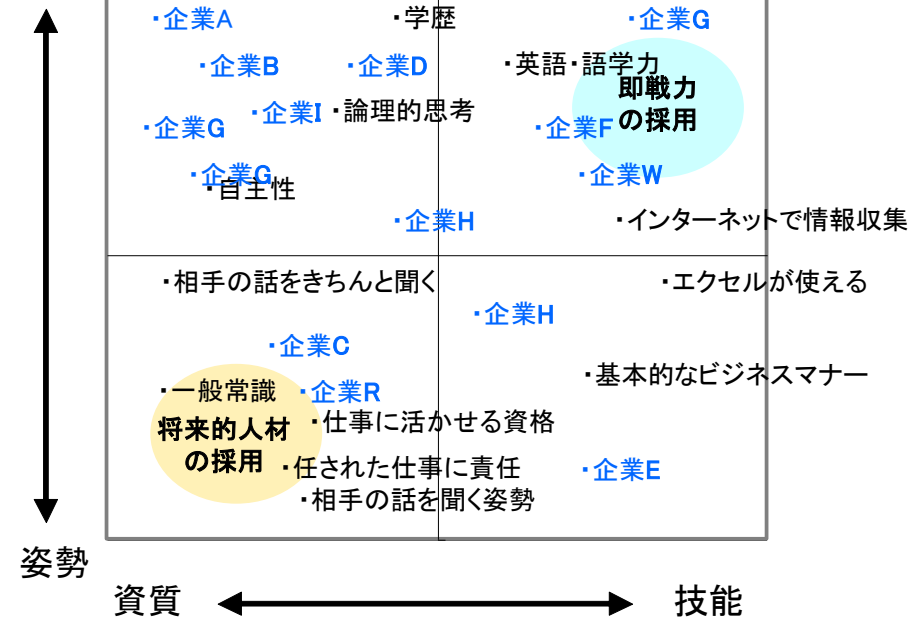 ・企業A
・学歴
・企業G
・企業B
・企業D
・英語・語学力
即戦力
の採用
・企業I
・論理的思考
・企業G
・企業F
・企業G
・自主性
・企業W
・企業H
・インターネットで情報収集
・相手の話をきちんと聞く
・エクセルが使える
・企業H
・企業C
・基本的なビジネスマナー
・一般常識
・企業R
将来的人材
の採用
・仕事に活かせる資格
・任された仕事に責任
・企業E
・相手の話を聞く姿勢
姿勢
資質
技能